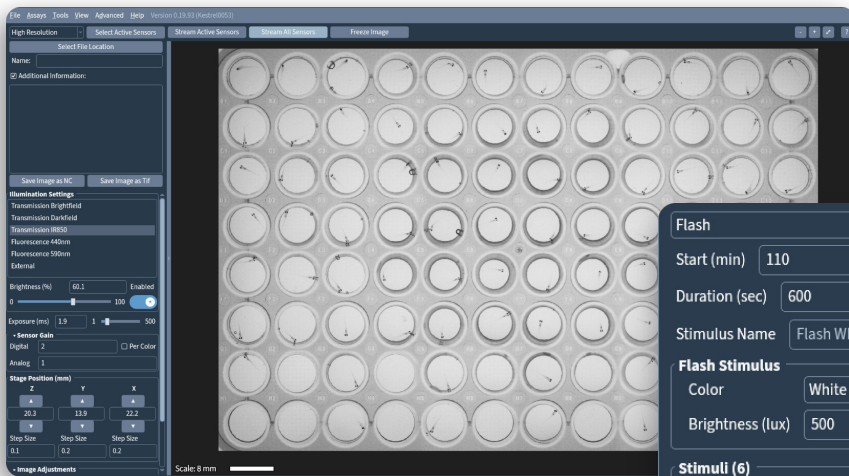 File Assays Tools View Advanced Help Version 0.19.93 (Kestrel0053)
High Resolution Select Active Sensors Stream Active Sensors Stream All Sensors Freeze Image - + ?
Select File Location
Name:
Additional Information:
Save Image as NC Save Image as Tif
Illumination Settings
Transmission Brightfield
Transmission Darkfield
Transmission IR850
Fluorescence 440nm
Fluorescence 590nm
External
Brightness (%) 60.1 Enabled
0 100
Exposure (ms) 1.9 1 500
Sensor Gain
Digital 2 Per Color
Analog 1
Stage Position (mm)
Z Y X
20.3 13.9 22.2
Step Size Step Size Step Size
0.1 0.2 0.2
Image Adjustments
Scale: 8 mm
Flash
Start (min) 110
Duration (sec) 600
Stimulus Name Flash Wh
Flash Stimulus
Color White
Brightness (lux) 500
Stimuli (6)